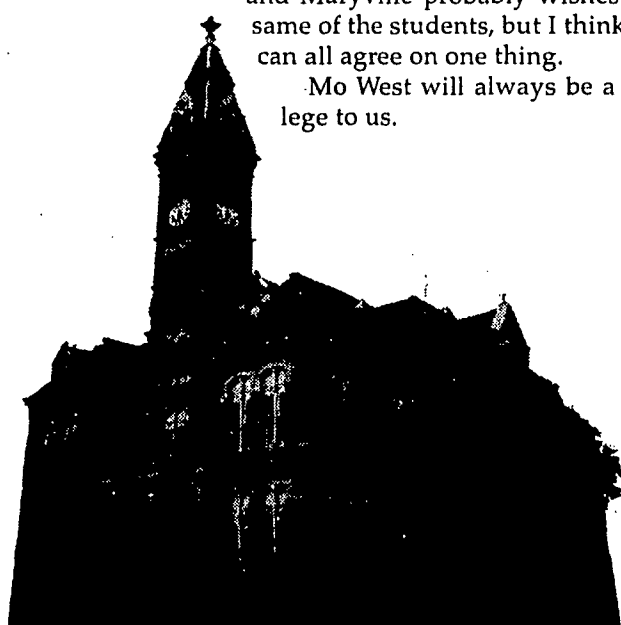 and Maryville probably wishes
same of the students, but I think
can all agree on one thing.
Mo West will always be a
lege to us.